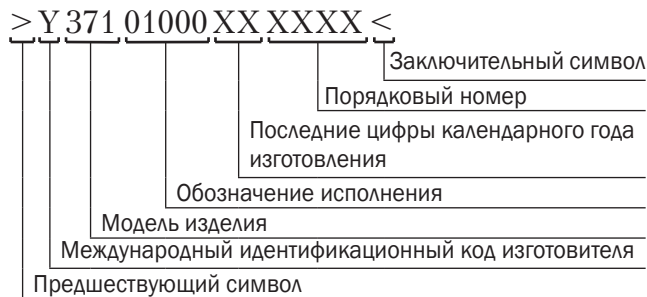 > Y 371 01000 XX XXXX <
Заключительный символ
Порядковый номер
Последние цифры календарного года
изготовления
Обозначение исполнения
Модель изделия
Международный идентификационный код изготовителя
Предшествующий символ